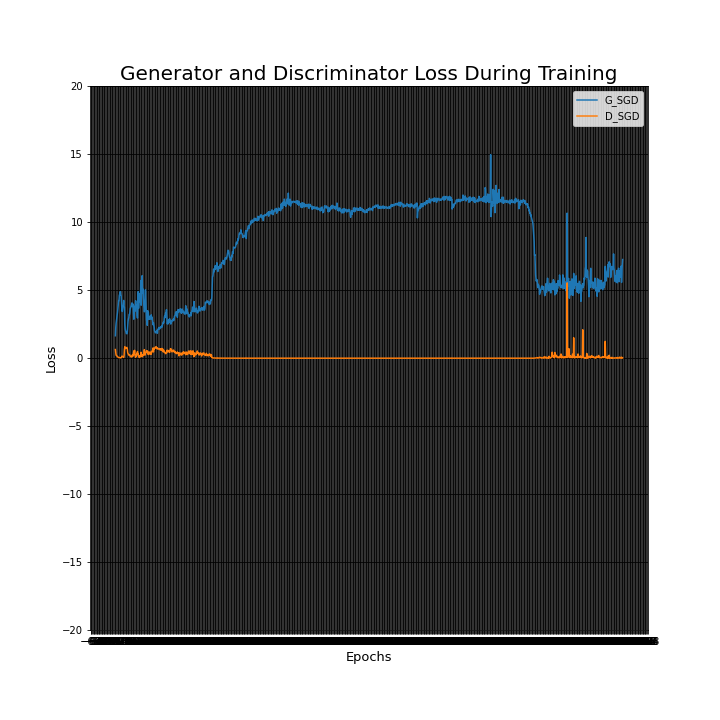 Generator and Discriminator Loss During Training
G_SGD
D_SGD
20
15
10
5
0
−5
−10
−15
−20
Loss
Epochs